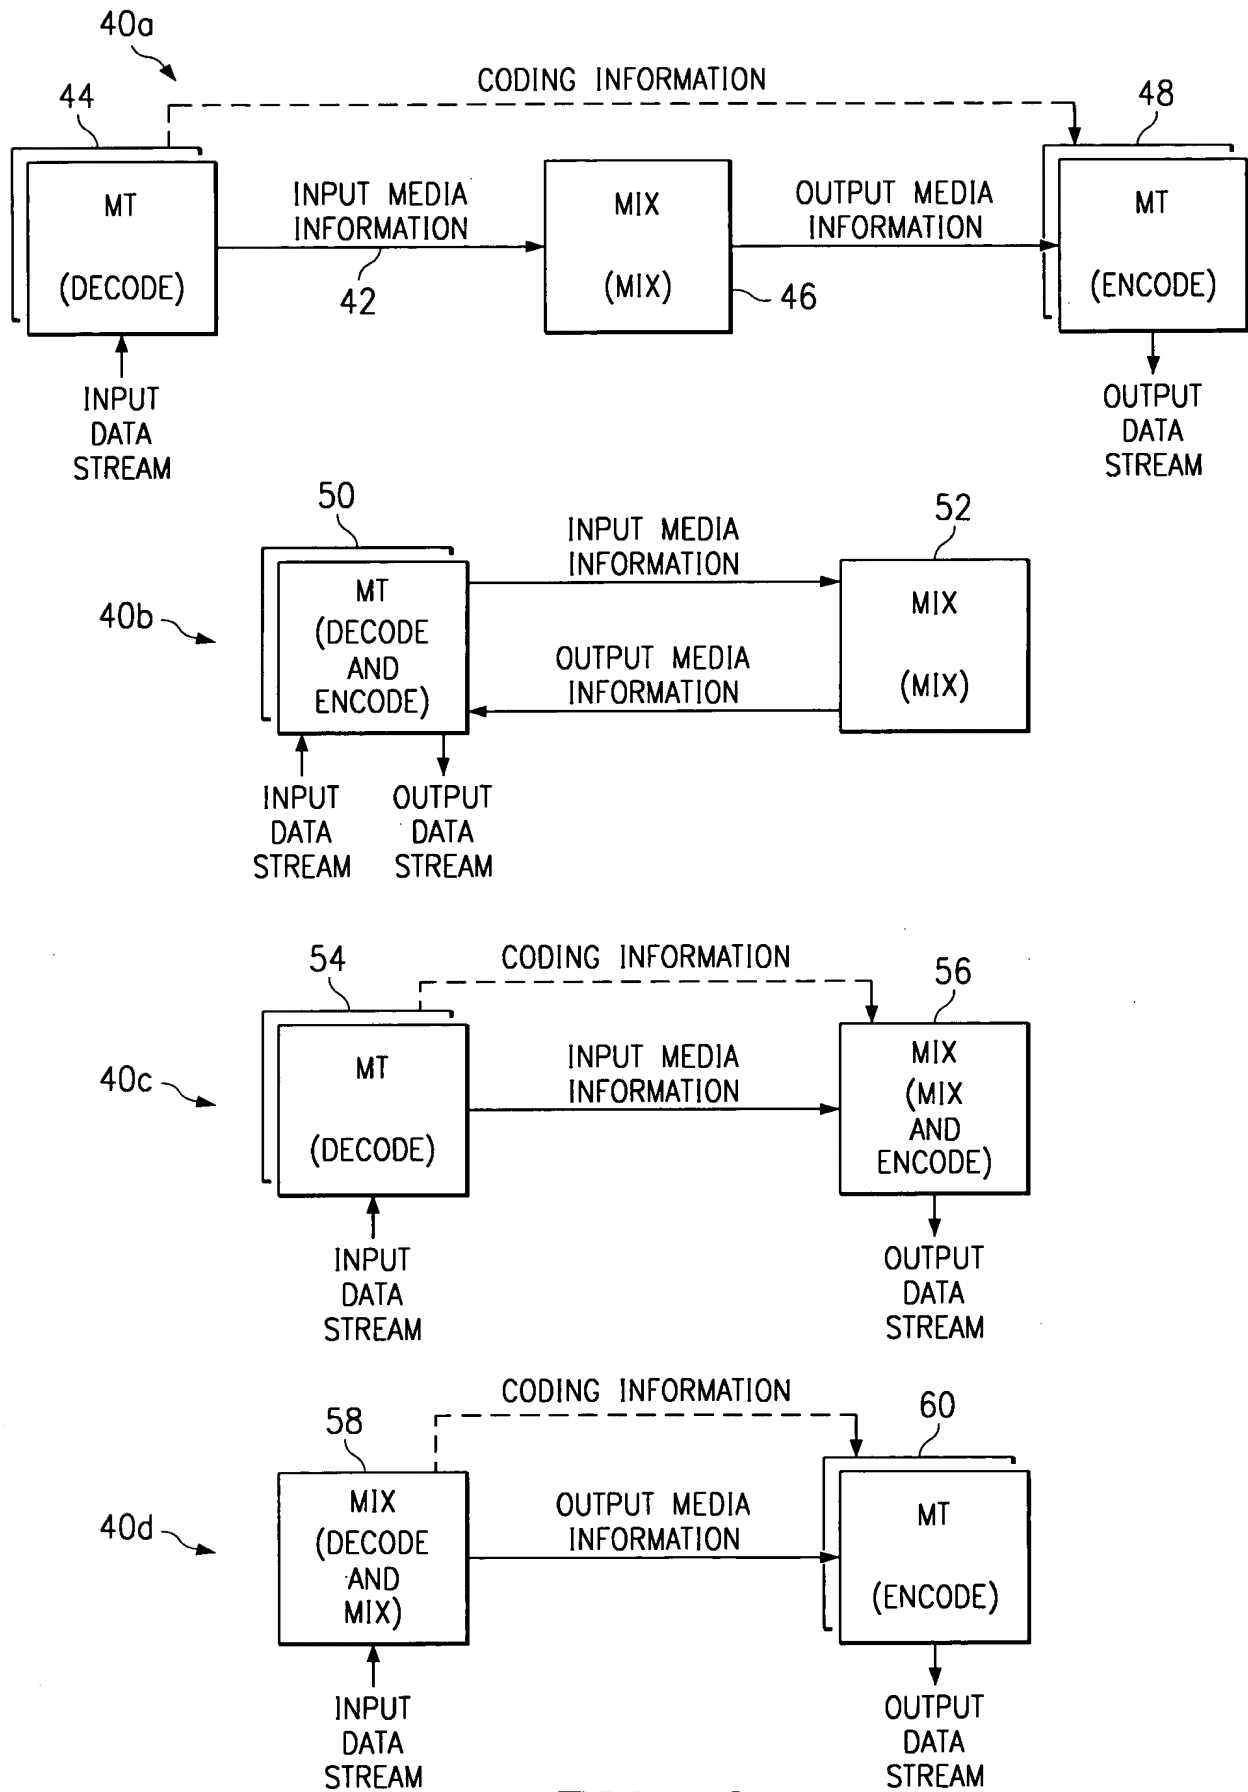 40a
CODING INFORMATION
44
48
MT
(DECODE)
INPUT MEDIA
INFORMATION
42
MIX
(MIX)
46
OUTPUT MEDIA
INFORMATION
MT
(ENCODE)
INPUT
DATA
STREAM
OUTPUT
DATA
STREAM
50
52
40b
MT
(DECODE
AND
ENCODE)
INPUT MEDIA
INFORMATION
OUTPUT MEDIA
INFORMATION
MIX
(MIX)
INPUT
DATA
STREAM
OUTPUT
DATA
STREAM
CODING INFORMATION
54
56
40c
MT
(DECODE)
INPUT MEDIA
INFORMATION
MIX
(MIX
AND
ENCODE)
INPUT
DATA
STREAM
OUTPUT
DATA
STREAM
CODING INFORMATION
58
60
40d
MIX
(DECODE
AND
MIX)
OUTPUT MEDIA
INFORMATION
MT
(ENCODE)
INPUT
DATA
STREAM
OUTPUT
DATA
STREAM